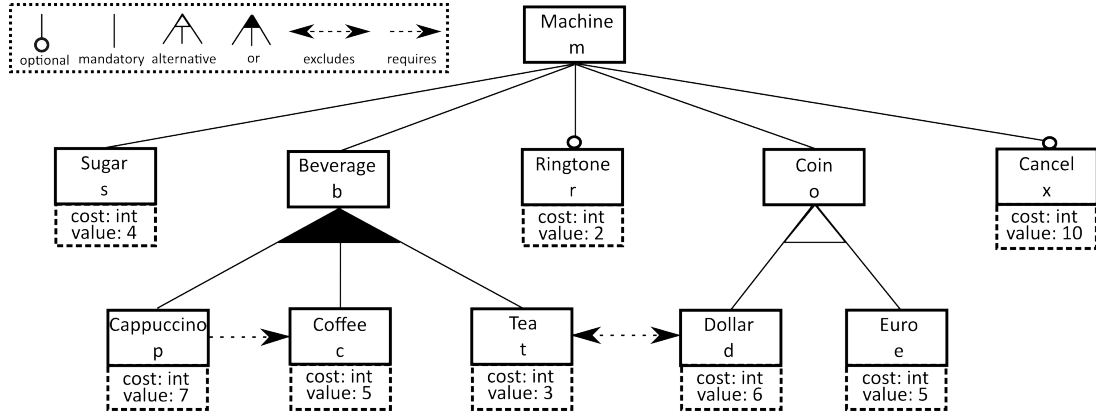 optional mandatory alternative or excludes requires
Machine
m
Sugar
s
cost: int
value: 4
Beverage
b
Ringtone
r
cost: int
value: 2
Coin
o
Cancel
x
cost: int
value: 10
Cappuccino
p
cost: int
value: 7
Coffee
c
cost: int
value: 5
Tea
t
cost: int
value: 3
Dollar
d
cost: int
value: 6
Euro
e
cost: int
value: 5